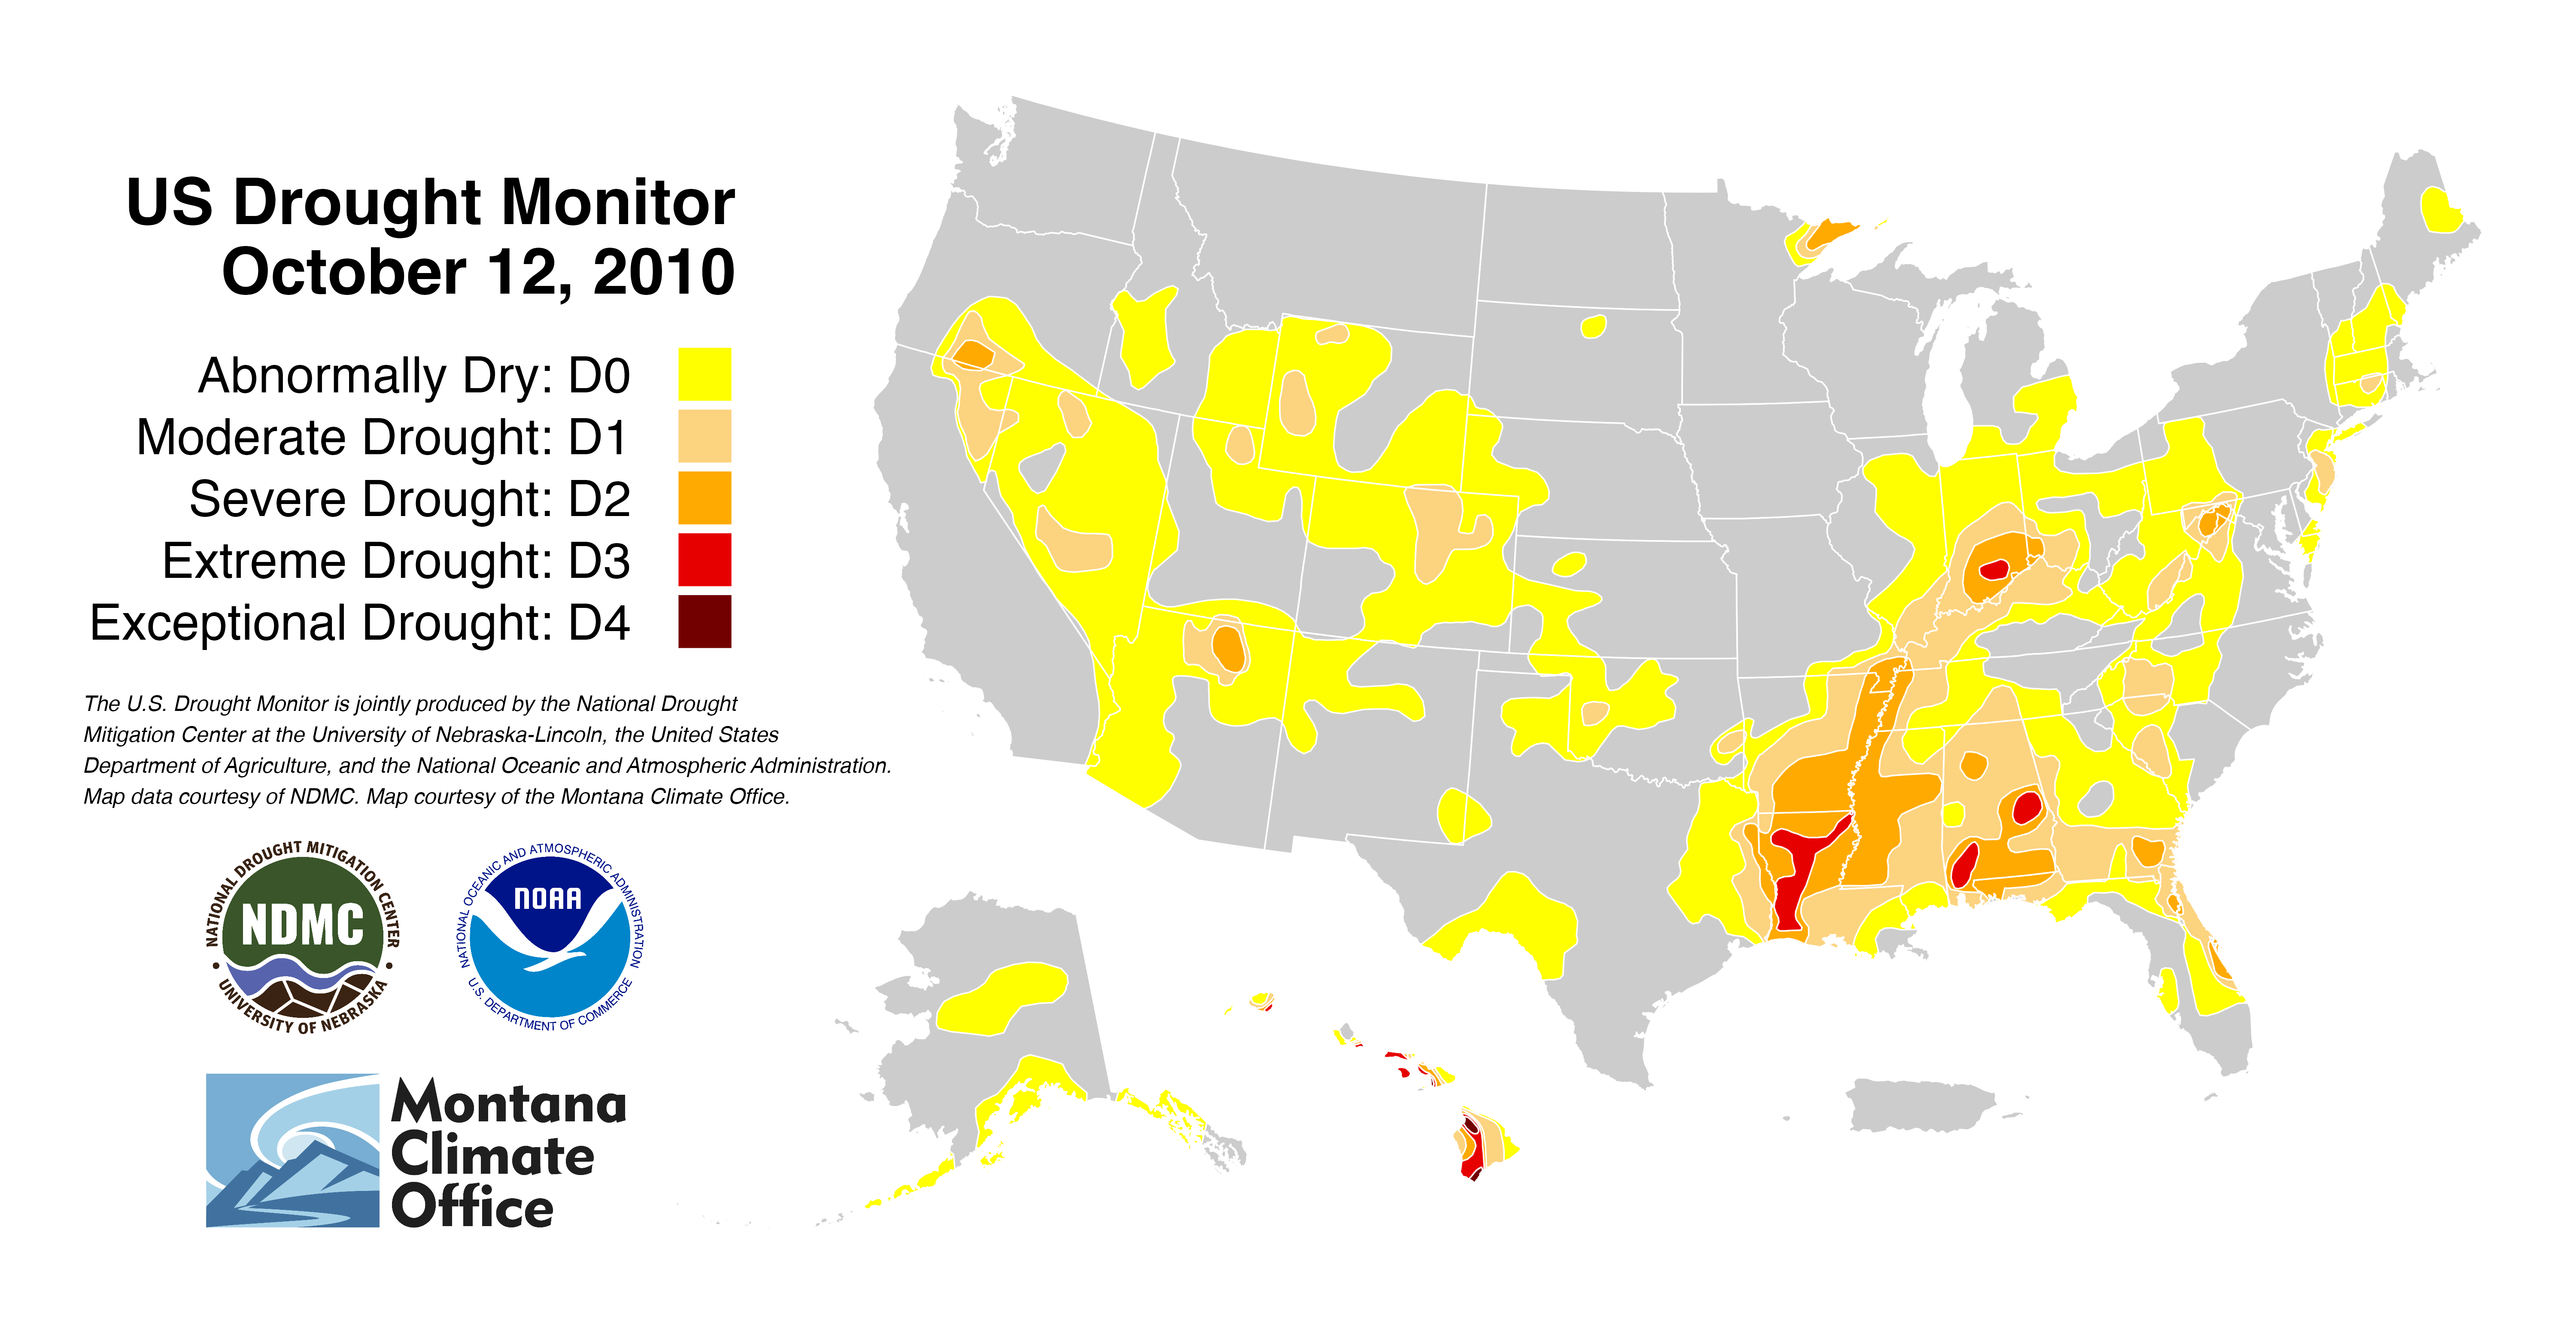 US Drought Monitor
October 12, 2010
Abnormally Dry: D0
Moderate Drought: D1
Severe Drought: D2
Extreme Drought: D3
Exceptional Drought: D4
The U.S. Drought Monitor is jointly produced by the National Drought
Mitigation Center at the University of Nebraska-Lincoln, the United States
Department of Agriculture, and the National Oceanic and Atmospheric Administration.
Map data courtesy of NDMC. Map courtesy of the Montana Climate Office.
NATIONAL DROUGHT MITIGATION CENTER
NDMC
• UNIVERSITY OF NEBRASKA •
NATIONAL OCEANIC AND ATMOSPHERIC ADMINISTRATION
NOAA
U.S. DEPARTMENT OF COMMERCE
Montana
Climate
Office